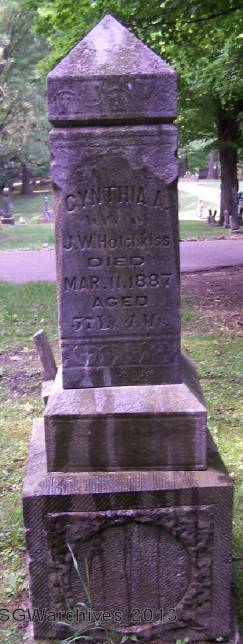 CYNTHIA A.
WIFE OF
J.W. Hotchkiss
DIED
MAR. 11. 1887
AGED
57 Ys. 4 Ms.
SGWarchives 2013